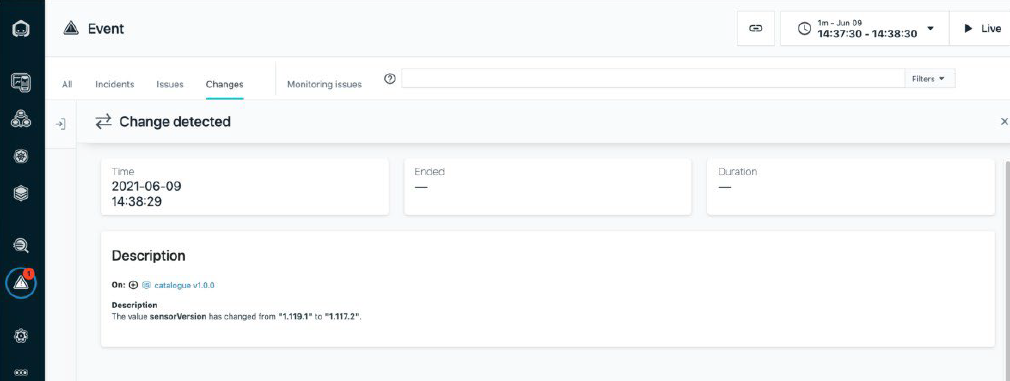 Event
1m - Jun 09
14:37:30 - 14:38:30
Live
All Incidents Issues Changes Monitoring issues Filters
Change detected
Time
2021-06-09
14:38:29
Ended
—
Duration
—
Description
On: catalogue v1.0.0
Description
The value sensorVersion has changed from "1.119.1" to "1.117.2".
1